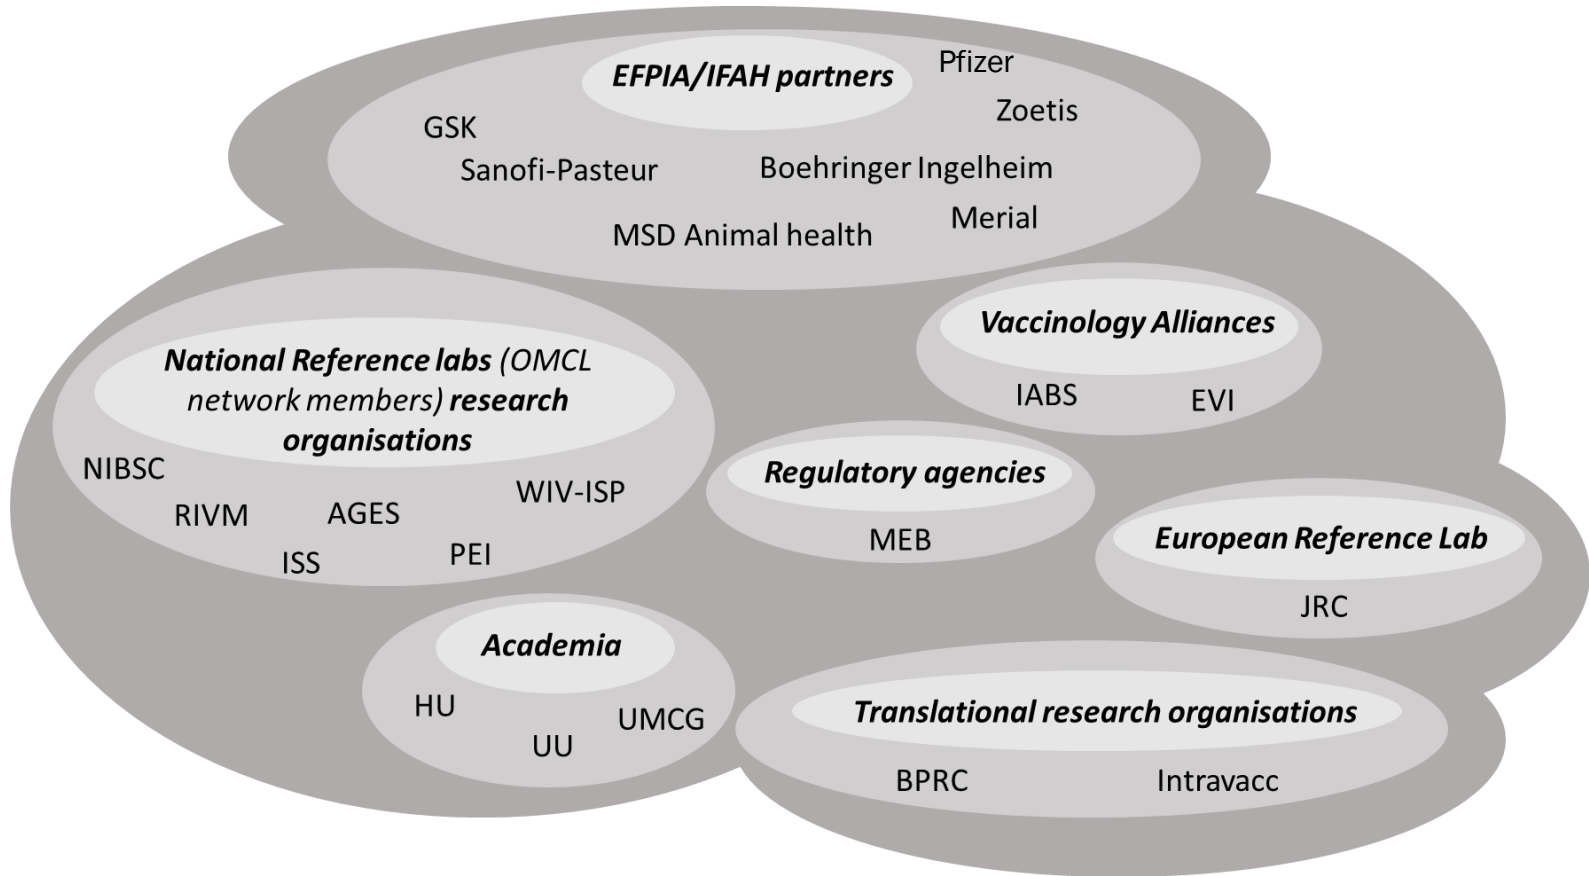 EFPIA/IFAH partners
Pfizer
Zoetis
GSK
Sanofi-Pasteur
Boehringer Ingelheim
Merial
MSD Animal health
Vaccinology Alliances
IABS
EVI
National Reference labs (OMCL
network members) research
organisations
NIBSC
RIVM
AGES
WIV-ISP
ISS
PEI
Regulatory agencies
MEB
European Reference Lab
JRC
Academia
HU
UU
UMCG
Translational research organisations
BPRC
Intravacc